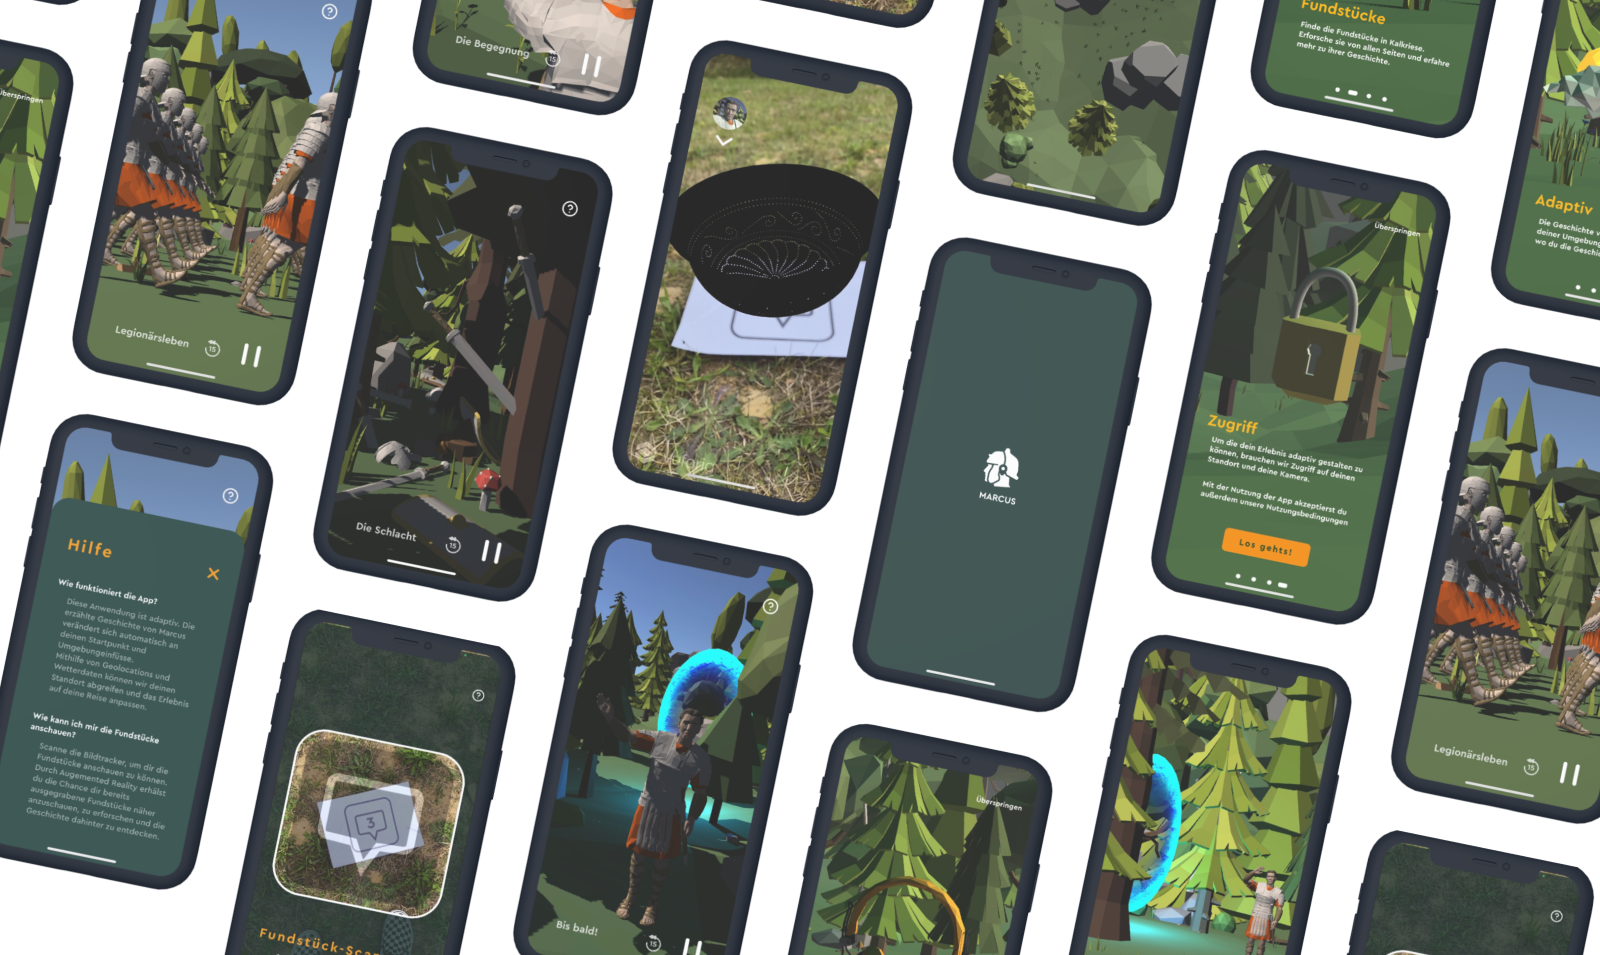 Überspringen
Legionärsleben
15
Hilfe
Wie funktioniert die App?
Diese Anwendung ist adaptiv. Die
erzählte Geschichte von Marcus
verändert sich automatisch an
deinen Startpunkt und
Umgebungeinfüsse.
Mithilfe von Geolocations und
Wetterdaten können wir deinen
Standort abgreifen und das Erlebnis
auf deine Reise anpassen.
Wie kann ich mir die Fundstücke
anschauen?
Scanne die Bildtracker, um dir die
Fundstücke anschauen zu können.
Durch Augemented Reality erhälst
du die Chance dir bereits
ausgegrabene Fundstücke näher
anzuschauen, zu erforschen und die
Geschichte dahinter zu entdecken.
Die Begegnung
15
Die Schlacht
15
3
Fundstück-Sca
Bis bald!
15
MARCUS
Überspringen
Fundstücke
Finde die Fundstücke in Kalkriese.
Erforsche sie von allen Seiten und erfahre
mehr zu ihrer Geschichte.
Überspringen
Zugriff
Um die dein Erlebnis adaptiv gestalten zu
können, brauchen wir Zugriff auf deinen
Standort und deine Kamera.
Mit der Nutzung der App akzeptierst du
außerdem unsere Nutzungsbedingungen
Los gehts!
Adaptiv
Die Geschichte v
deiner Umgebung
wo du die Geschi
Legionärsleben
15